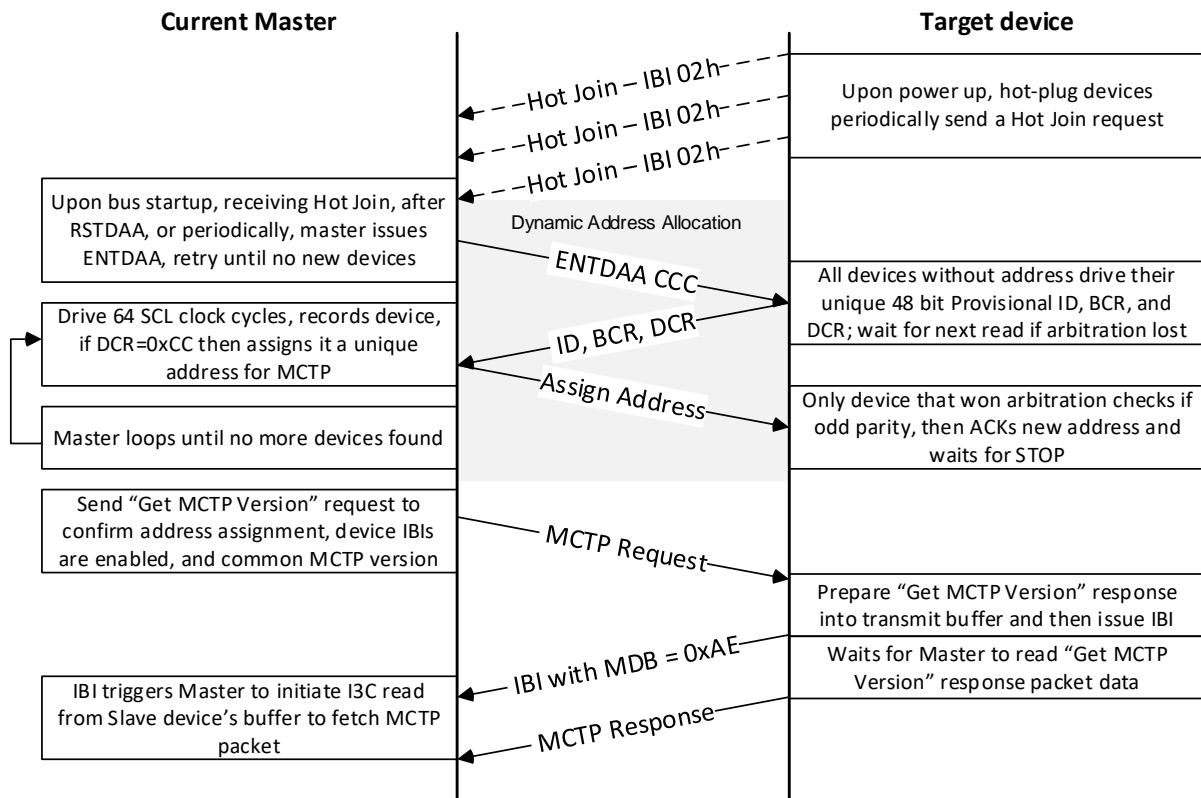 Current Master
Target device
Hot Join – IBI 02h
Hot Join – IBI 02h
Hot Join – IBI 02h
Upon power up, hot-plug devices
periodically send a Hot Join request
Upon bus startup, receiving Hot Join, after
RSTDAA, or periodically, master issues
ENTDAA, retry until no new devices
Dynamic Address Allocation
ENTDAA CCC
All devices without address drive their
unique 48 bit Provisional ID, BCR, and
DCR; wait for next read if arbitration lost
Drive 64 SCL clock cycles, records device,
if DCR=0xCC then assigns it a unique
address for MCTP
ID, BCR, DCR
Assign Address
Only device that won arbitration checks if
odd parity, then ACKs new address and
waits for STOP
Master loops until no more devices found
Send “Get MCTP Version” request to
confirm address assignment, device IBIs
are enabled, and common MCTP version
MCTP Request
Prepare “Get MCTP Version” response
into transmit buffer and then issue IBI
IBI with MDB = 0xAE
Waits for Master to read “Get MCTP
Version” response packet data
IBI triggers Master to initiate I3C read
from Slave device’s buffer to fetch MCTP
packet
MCTP Response